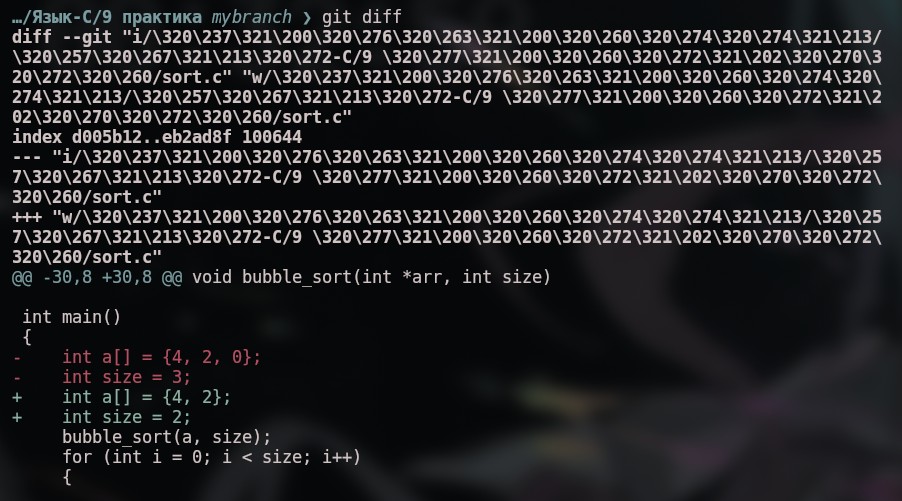 …/Язык-С/9 практика mybranch ❯ git diff
diff --git "i/\320\237\321\200\320\276\320\263\321\200\320\260\320\274\320\274\321\213/
\320\257\320\267\321\213\320\272-C/9 \320\277\321\200\320\260\320\272\321\202\320\270\3
20\272\320\260/sort.c" "w/\320\237\321\200\320\276\320\263\321\200\320\260\320\274\320\
274\321\213/\320\257\320\267\321\213\320\272-C/9 \320\277\321\200\320\260\320\272\321\2
02\320\270\320\272\320\260/sort.c"
index d005b12..eb2ad8f 100644
--- "i/\320\237\321\200\320\276\320\263\321\200\320\260\320\274\320\274\321\213/\320\25
7\320\267\321\213\320\272-C/9 \320\277\321\200\320\260\320\272\321\202\320\270\320\272\
320\260/sort.c"
+++ "w/\320\237\321\200\320\276\320\263\321\200\320\260\320\274\320\274\321\213/\320\25
7\320\267\321\213\320\272-C/9 \320\277\321\200\320\260\320\272\321\202\320\270\320\272\
320\260/sort.c"
@@ -30,8 +30,8 @@ void bubble_sort(int *arr, int size)
 int main()
 {
-    int a[] = {4, 2, 0};
-    int size = 3;
+    int a[] = {4, 2};
+    int size = 2;
     bubble_sort(a, size);
     for (int i = 0; i < size; i++)
     {